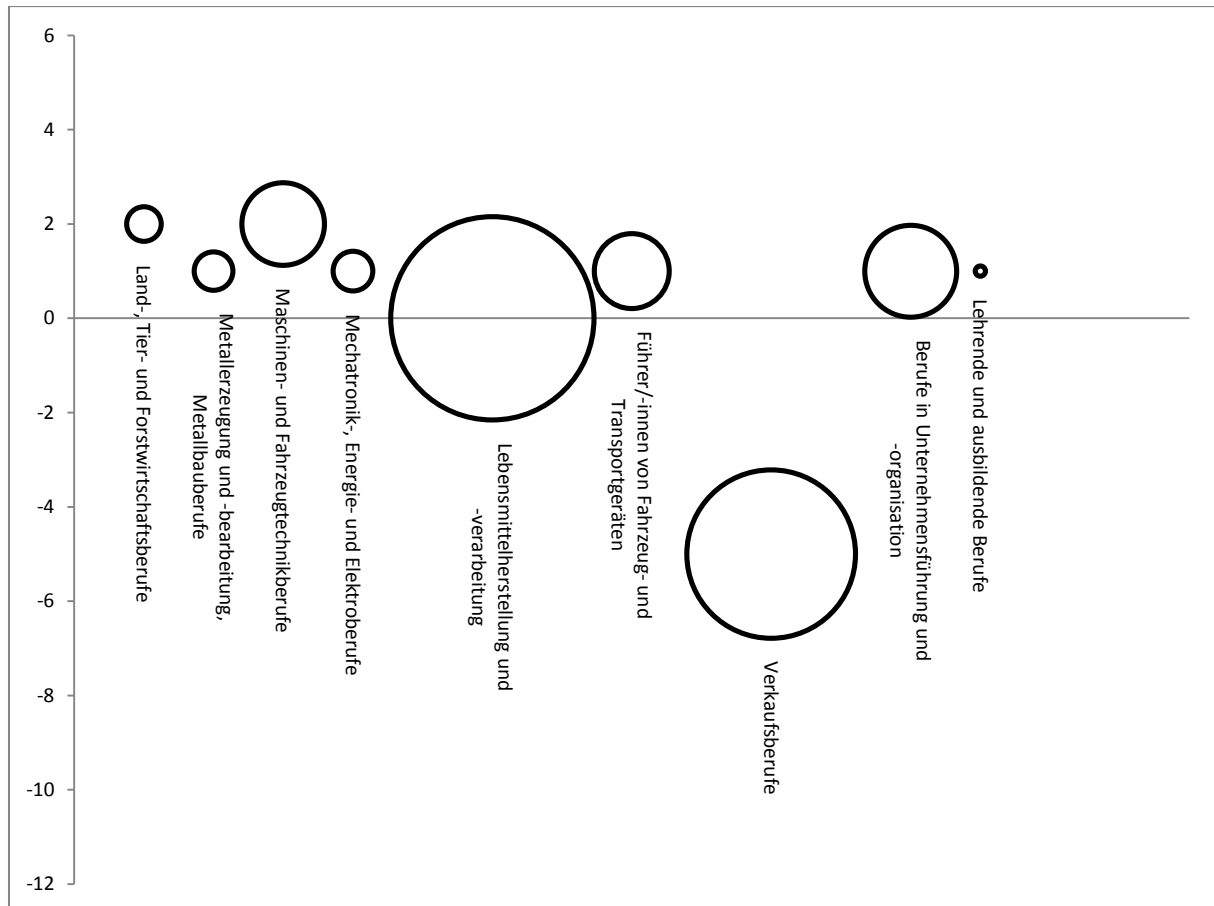 6
4
2
0
-2
-4
-6
-8
-10
-12
Land-, Tier- und Forstwirtschaftsberufe
Metallerzeugung und -bearbeitung,
Metallbauberufe
Maschinen- und Fahrzeugtechnikberufe
Mechatronik-, Energie- und Elektroberufe
Lebensmittelherstellung und
-verarbeitung
Führer/-innen von Fahrzeug- und
Transportgeräten
Verkaufsberufe
Berufe in Unternehmensführung und
-organisation
Lehrende und ausbildende Berufe